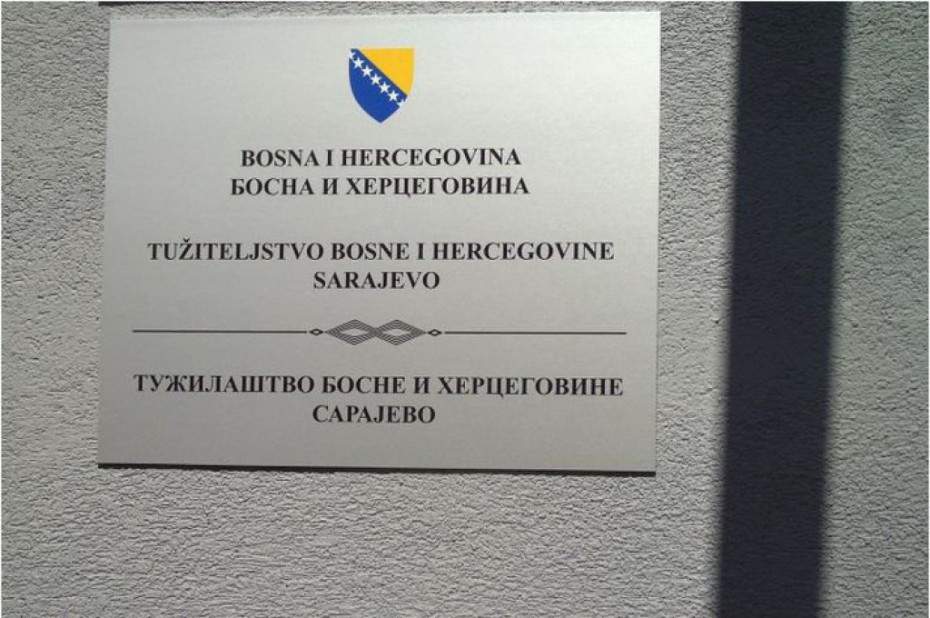 BOSNA I HERCEGOVINA
БОСНА И ХЕРЦЕГОВИНА
TUŽITELJSTVO BOSNE I HERCEGOVINE
SARAJEVO
ТУЖИЛАШТВО БОСНЕ И ХЕРЦЕГОВИНЕ
САРАЈЕВО